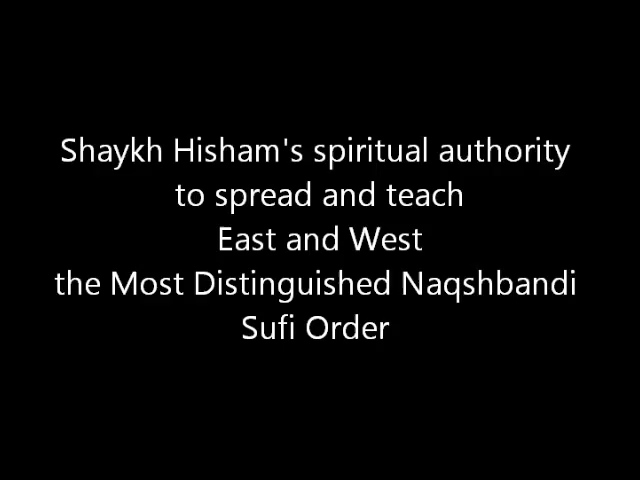 Shaykh Hisham's spiritual authority
to spread and teach
East and West
the Most Distinguished Naqshbandi
Sufi Order